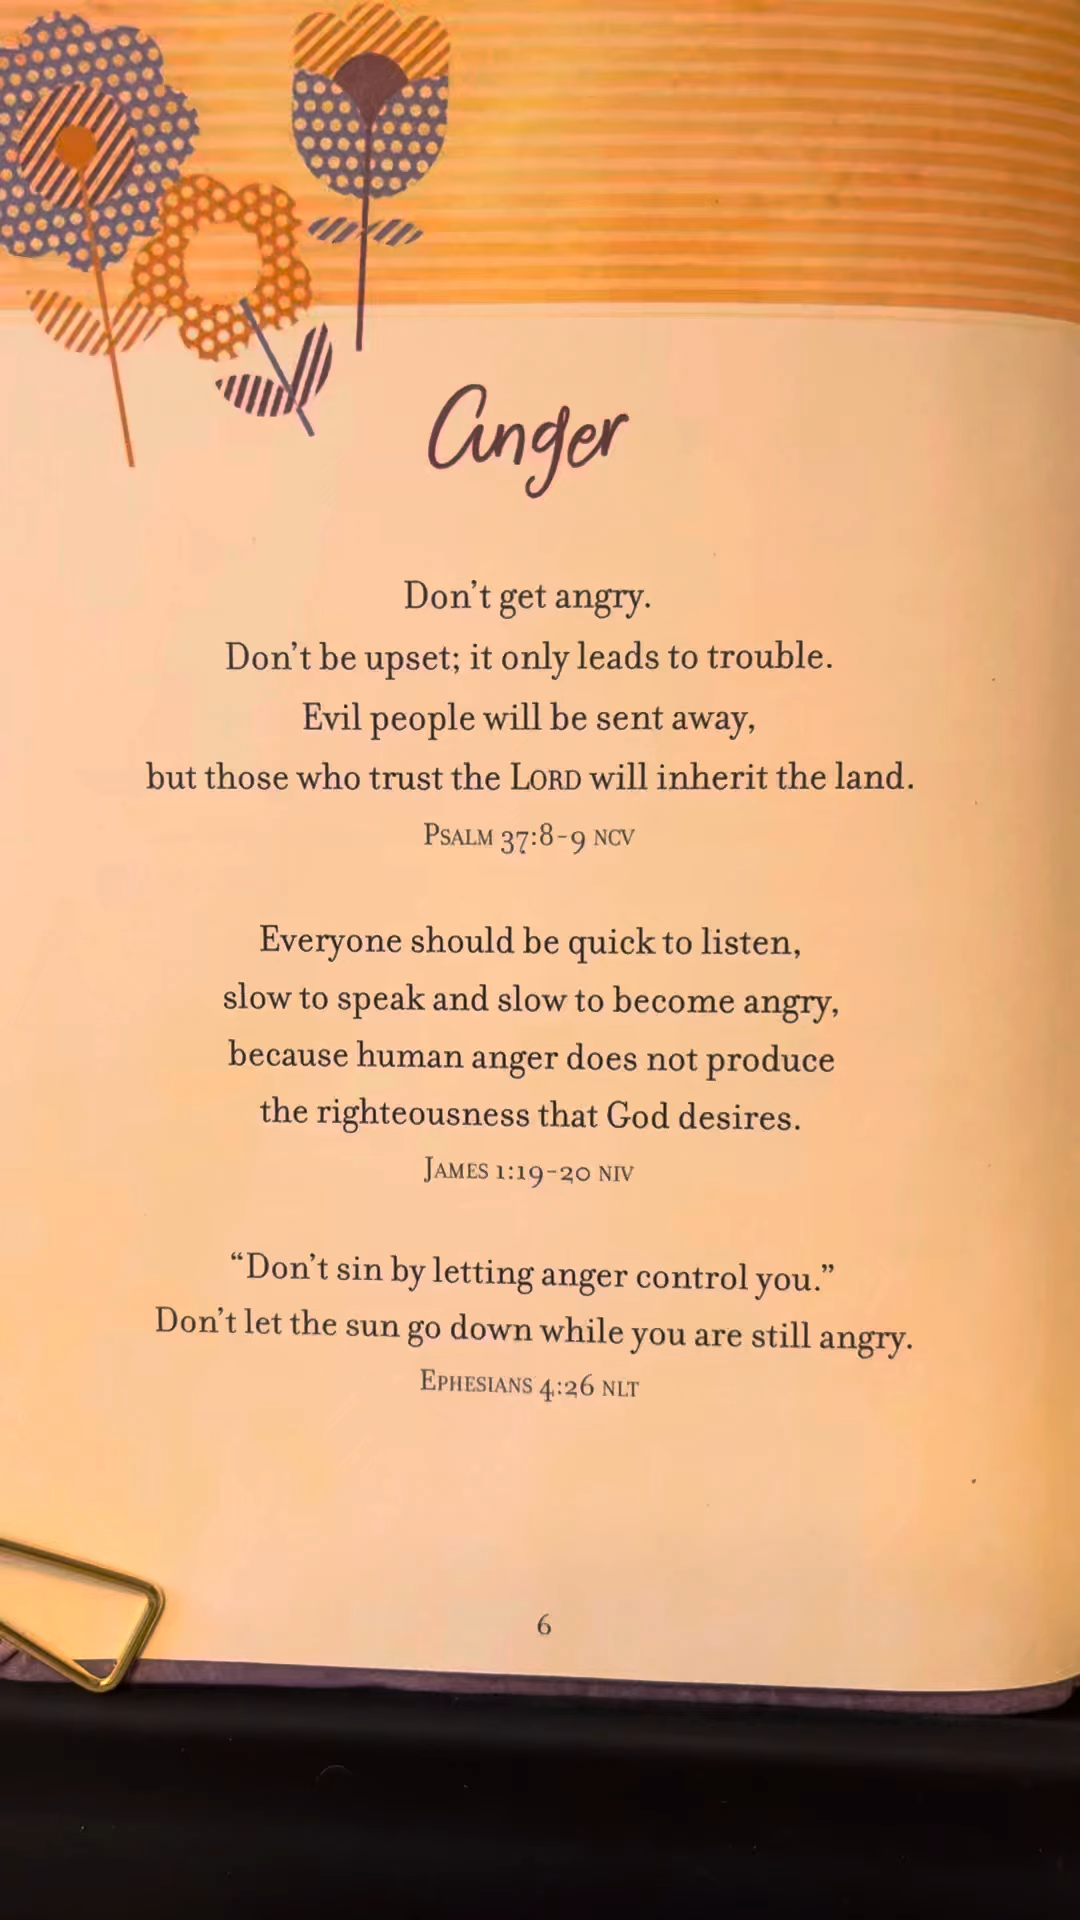 Anger
Don't get angry.
Don't be upset; it only leads to trouble.
Evil people will be sent away,
but those who trust the LORD will inherit the land.
PSALM 37:8-9 NCV
Everyone should be quick to listen,
slow to speak and slow to become angry,
because human anger does not produce
the righteousness that God desires.
JAMES 1:19-20 NIV
“Don't sin by letting anger control you.”
Don't let the sun go down while you are still angry.
EPHESIANS 4:26 NLT
6